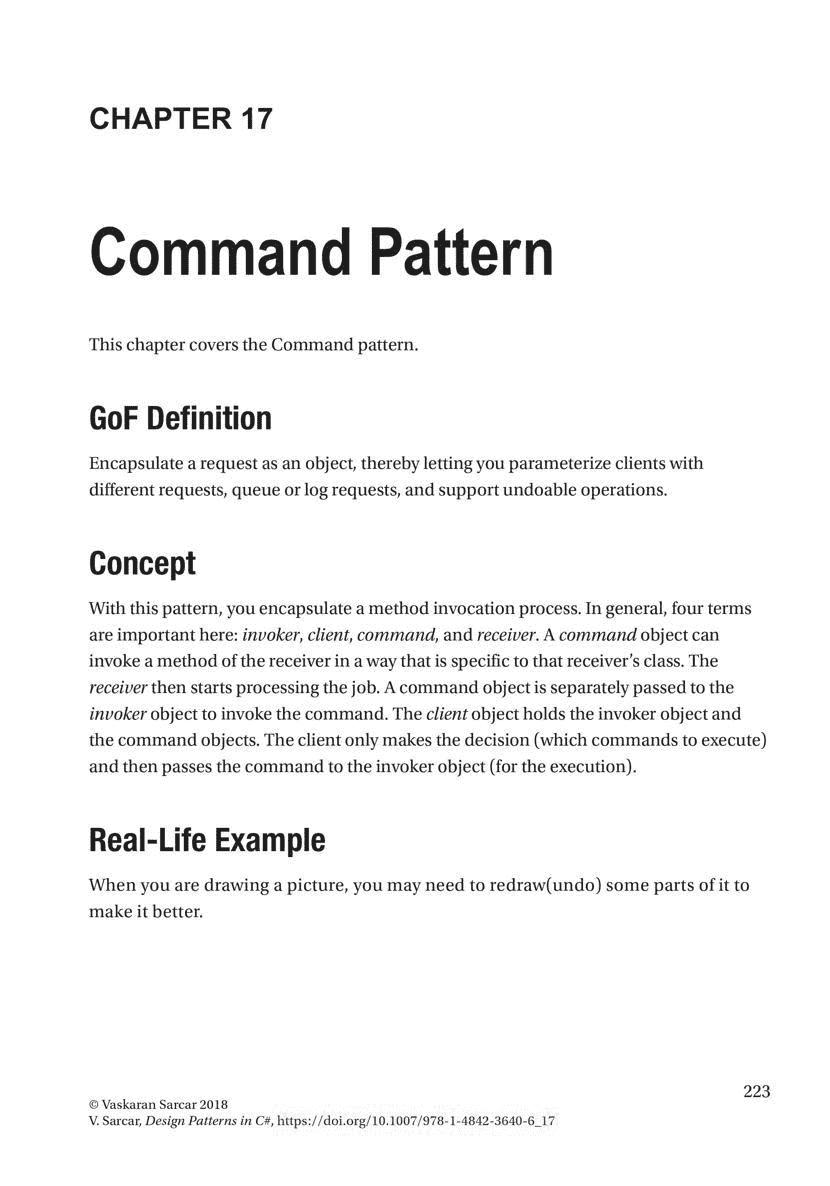 CHAPTER 17
Command Pattern
This chapter covers the Command pattern.
GoF Definition
Encapsulate a request as an object, thereby letting you parameterize clients with
different requests, queue or log requests, and support undoable operations.
Concept
With this pattern, you encapsulate a method invocation process. In general, four terms
are important here: invoker, client, command, and receiver. A command object can
invoke a method of the receiver in a way that is specific to that receiver’s class. The
receiver then starts processing the job. A command object is separately passed to the
invoker object to invoke the command. The client object holds the invoker object and
the command objects. The client only makes the decision (which commands to execute)
and then passes the command to the invoker object (for the execution).
Real-Life Example
When you are drawing a picture, you may need to redraw(undo) some parts of it to
make it better.
223
© Vaskaran Sarcar 2018
V. Sarcar, Design Patterns in C#, https://doi.org/10.1007/978-1-4842-3640-6_17